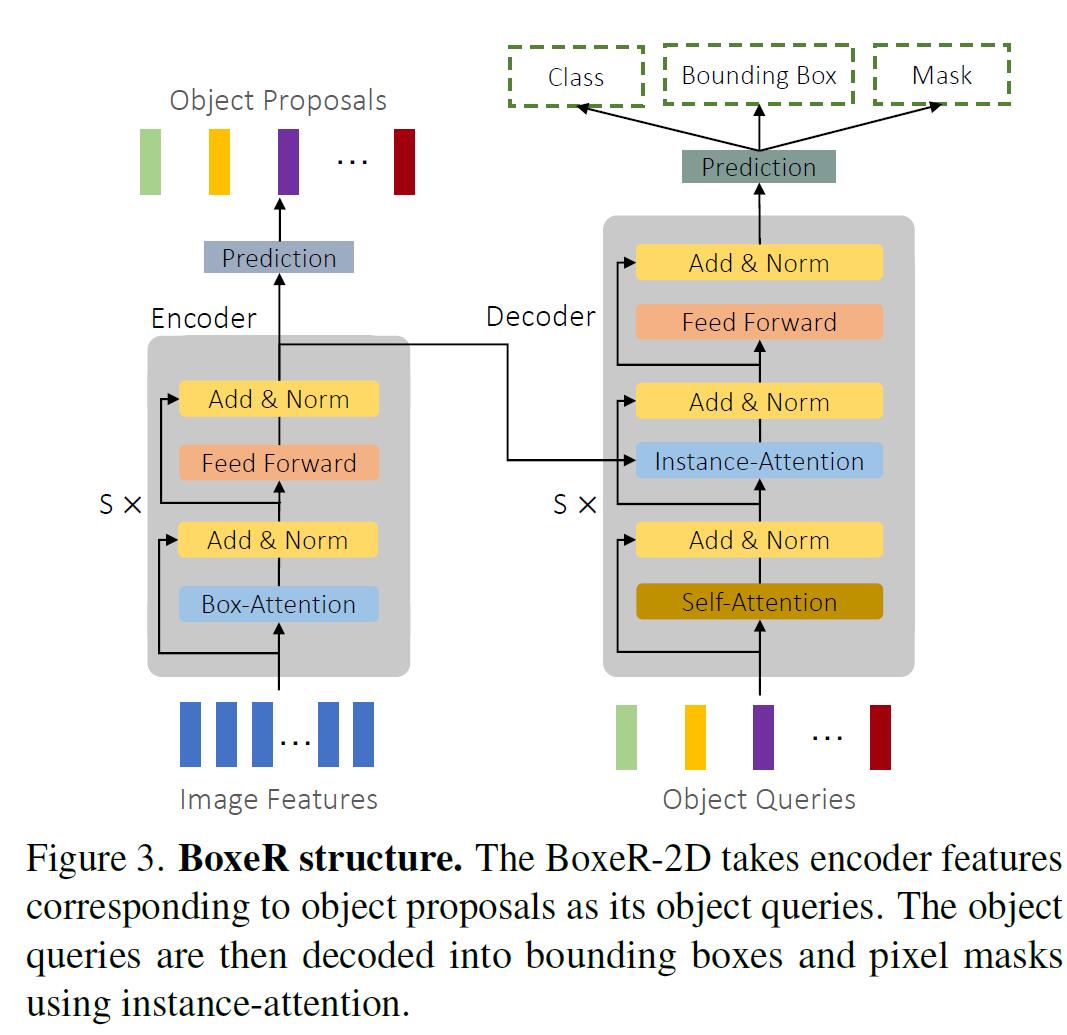 Class
Bounding Box
Mask
Object Proposals
...
Prediction
Prediction
Encoder
Add & Norm
Feed Forward
S ×
Add & Norm
Box-Attention
...
Image Features
Decoder
Add & Norm
Feed Forward
Add & Norm
Instance-Attention
S ×
Add & Norm
Self-Attention
...
Object Queries
Figure 3. BoxeR structure. The BoxeR-2D takes encoder features
corresponding to object proposals as its object queries. The object
queries are then decoded into bounding boxes and pixel masks
using instance-attention.